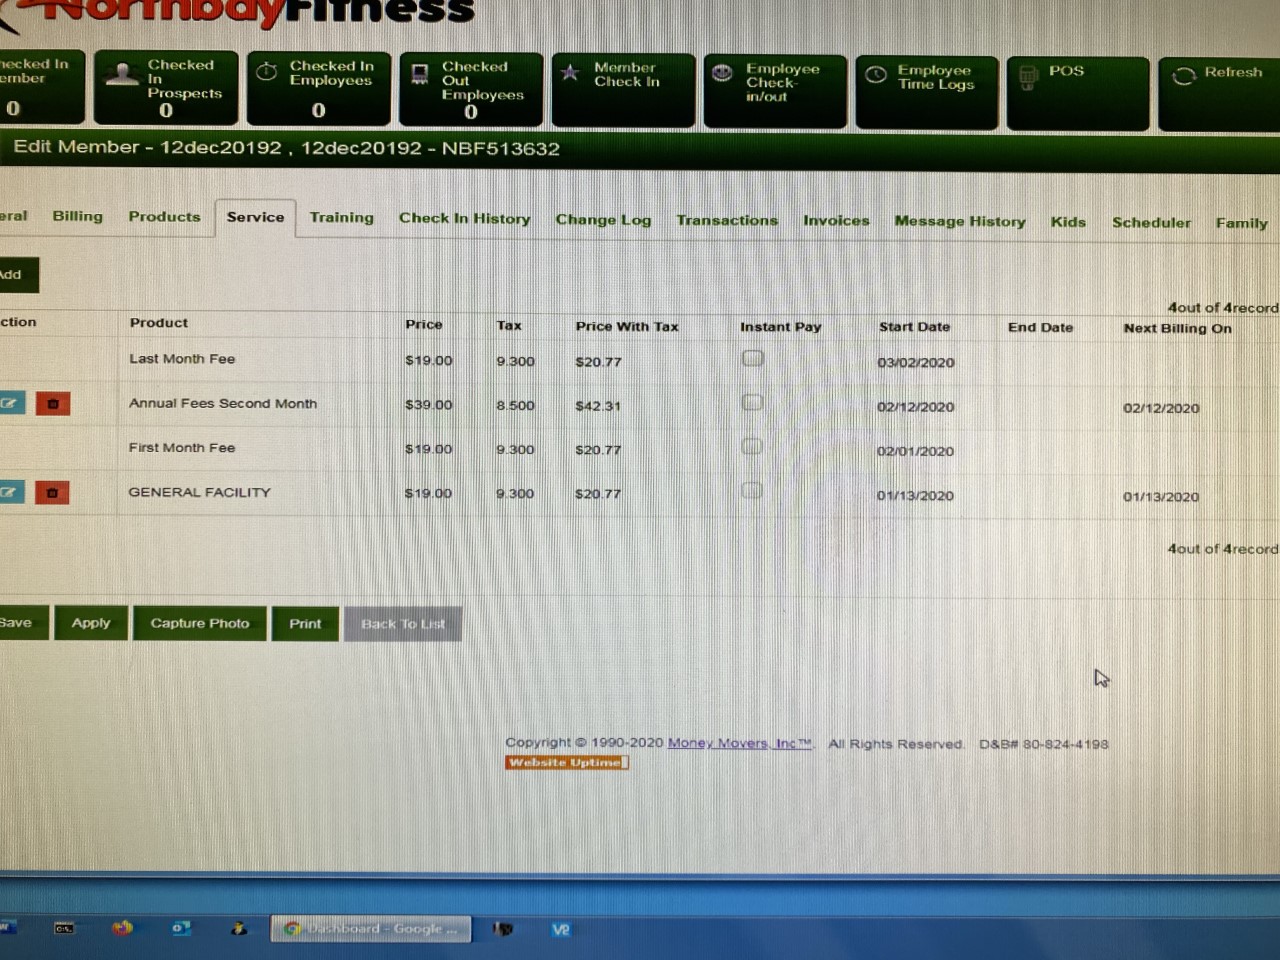 NorthbayFitness
Checked In
Member
0
Checked
In
Prospects
0
Checked In
Employees
0
Checked
Out
Employees
0
Member
Check In
Employee
Check-
in/out
Employee
Time Logs
POS
Refresh
Edit Member - 12dec20192 , 12dec20192 - NBF513632
eral Billing Products Service Training Check In History Change Log Transactions Invoices Message History Kids Scheduler Family
Add
4out of 4record
ction Product Price Tax Price With Tax Instant Pay Start Date End Date Next Billing On
Last Month Fee $19.00 9.300 $20.77 03/02/2020
Annual Fees Second Month $39.00 8.500 $42.31 02/12/2020 02/12/2020
First Month Fee $19.00 9.300 $20.77 02/01/2020
GENERAL FACILITY $19.00 9.300 $20.77 01/13/2020 01/13/2020
4out of 4record
Save Apply Capture Photo Print Back To List
Copyright © 1990-2020 Money Movers, Inc™. All Rights Reserved. D&B# 80-824-4198
Website Uptime
Dashboard - Google ...